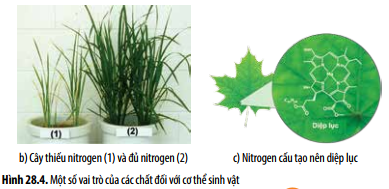 (1)
(2)
Diệp lục
b) Cây thiếu nitrogen (1) và đủ nitrogen (2)
c) Nitrogen cấu tạo nên diệp lục
Hình 28.4. Một số vai trò của các chất đối với cơ thể sinh vật